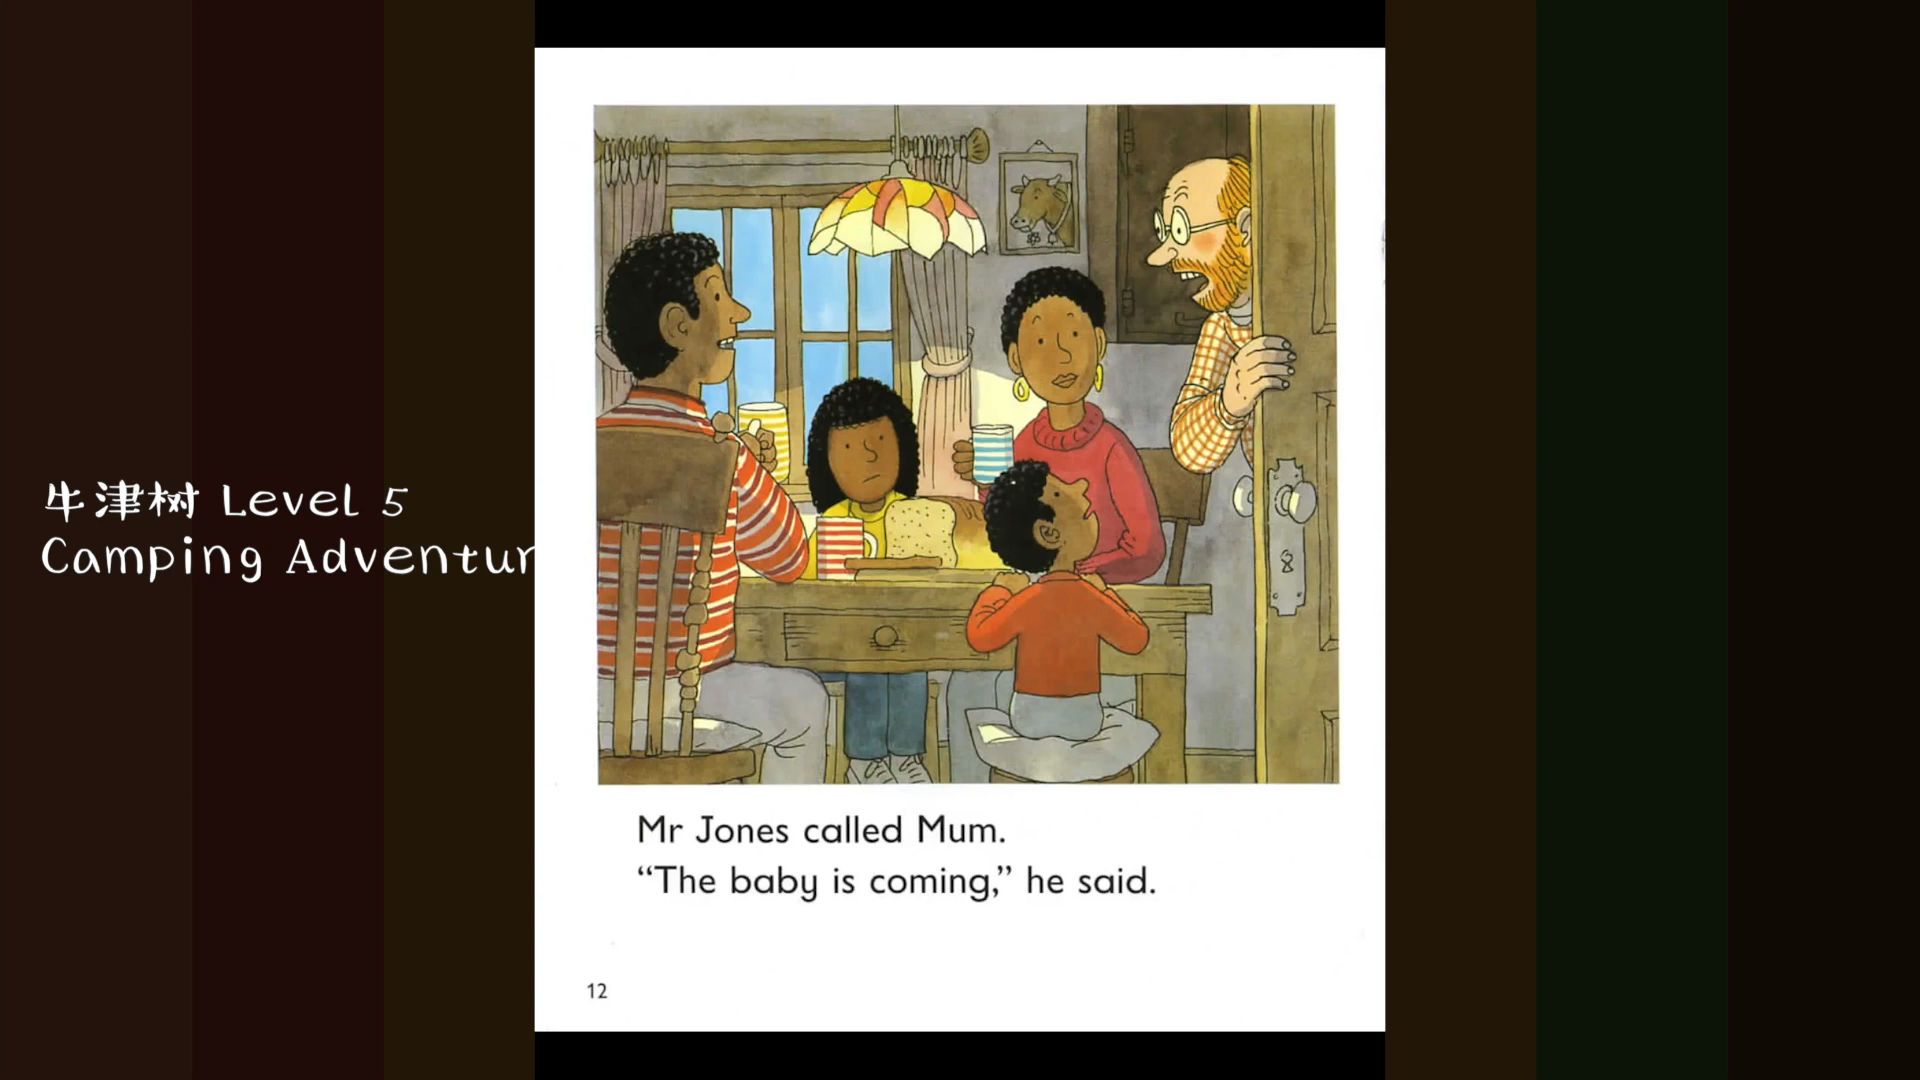 牛津树 Level 5
Camping Adventur
Mr Jones called Mum.
“The baby is coming,” he said.
12